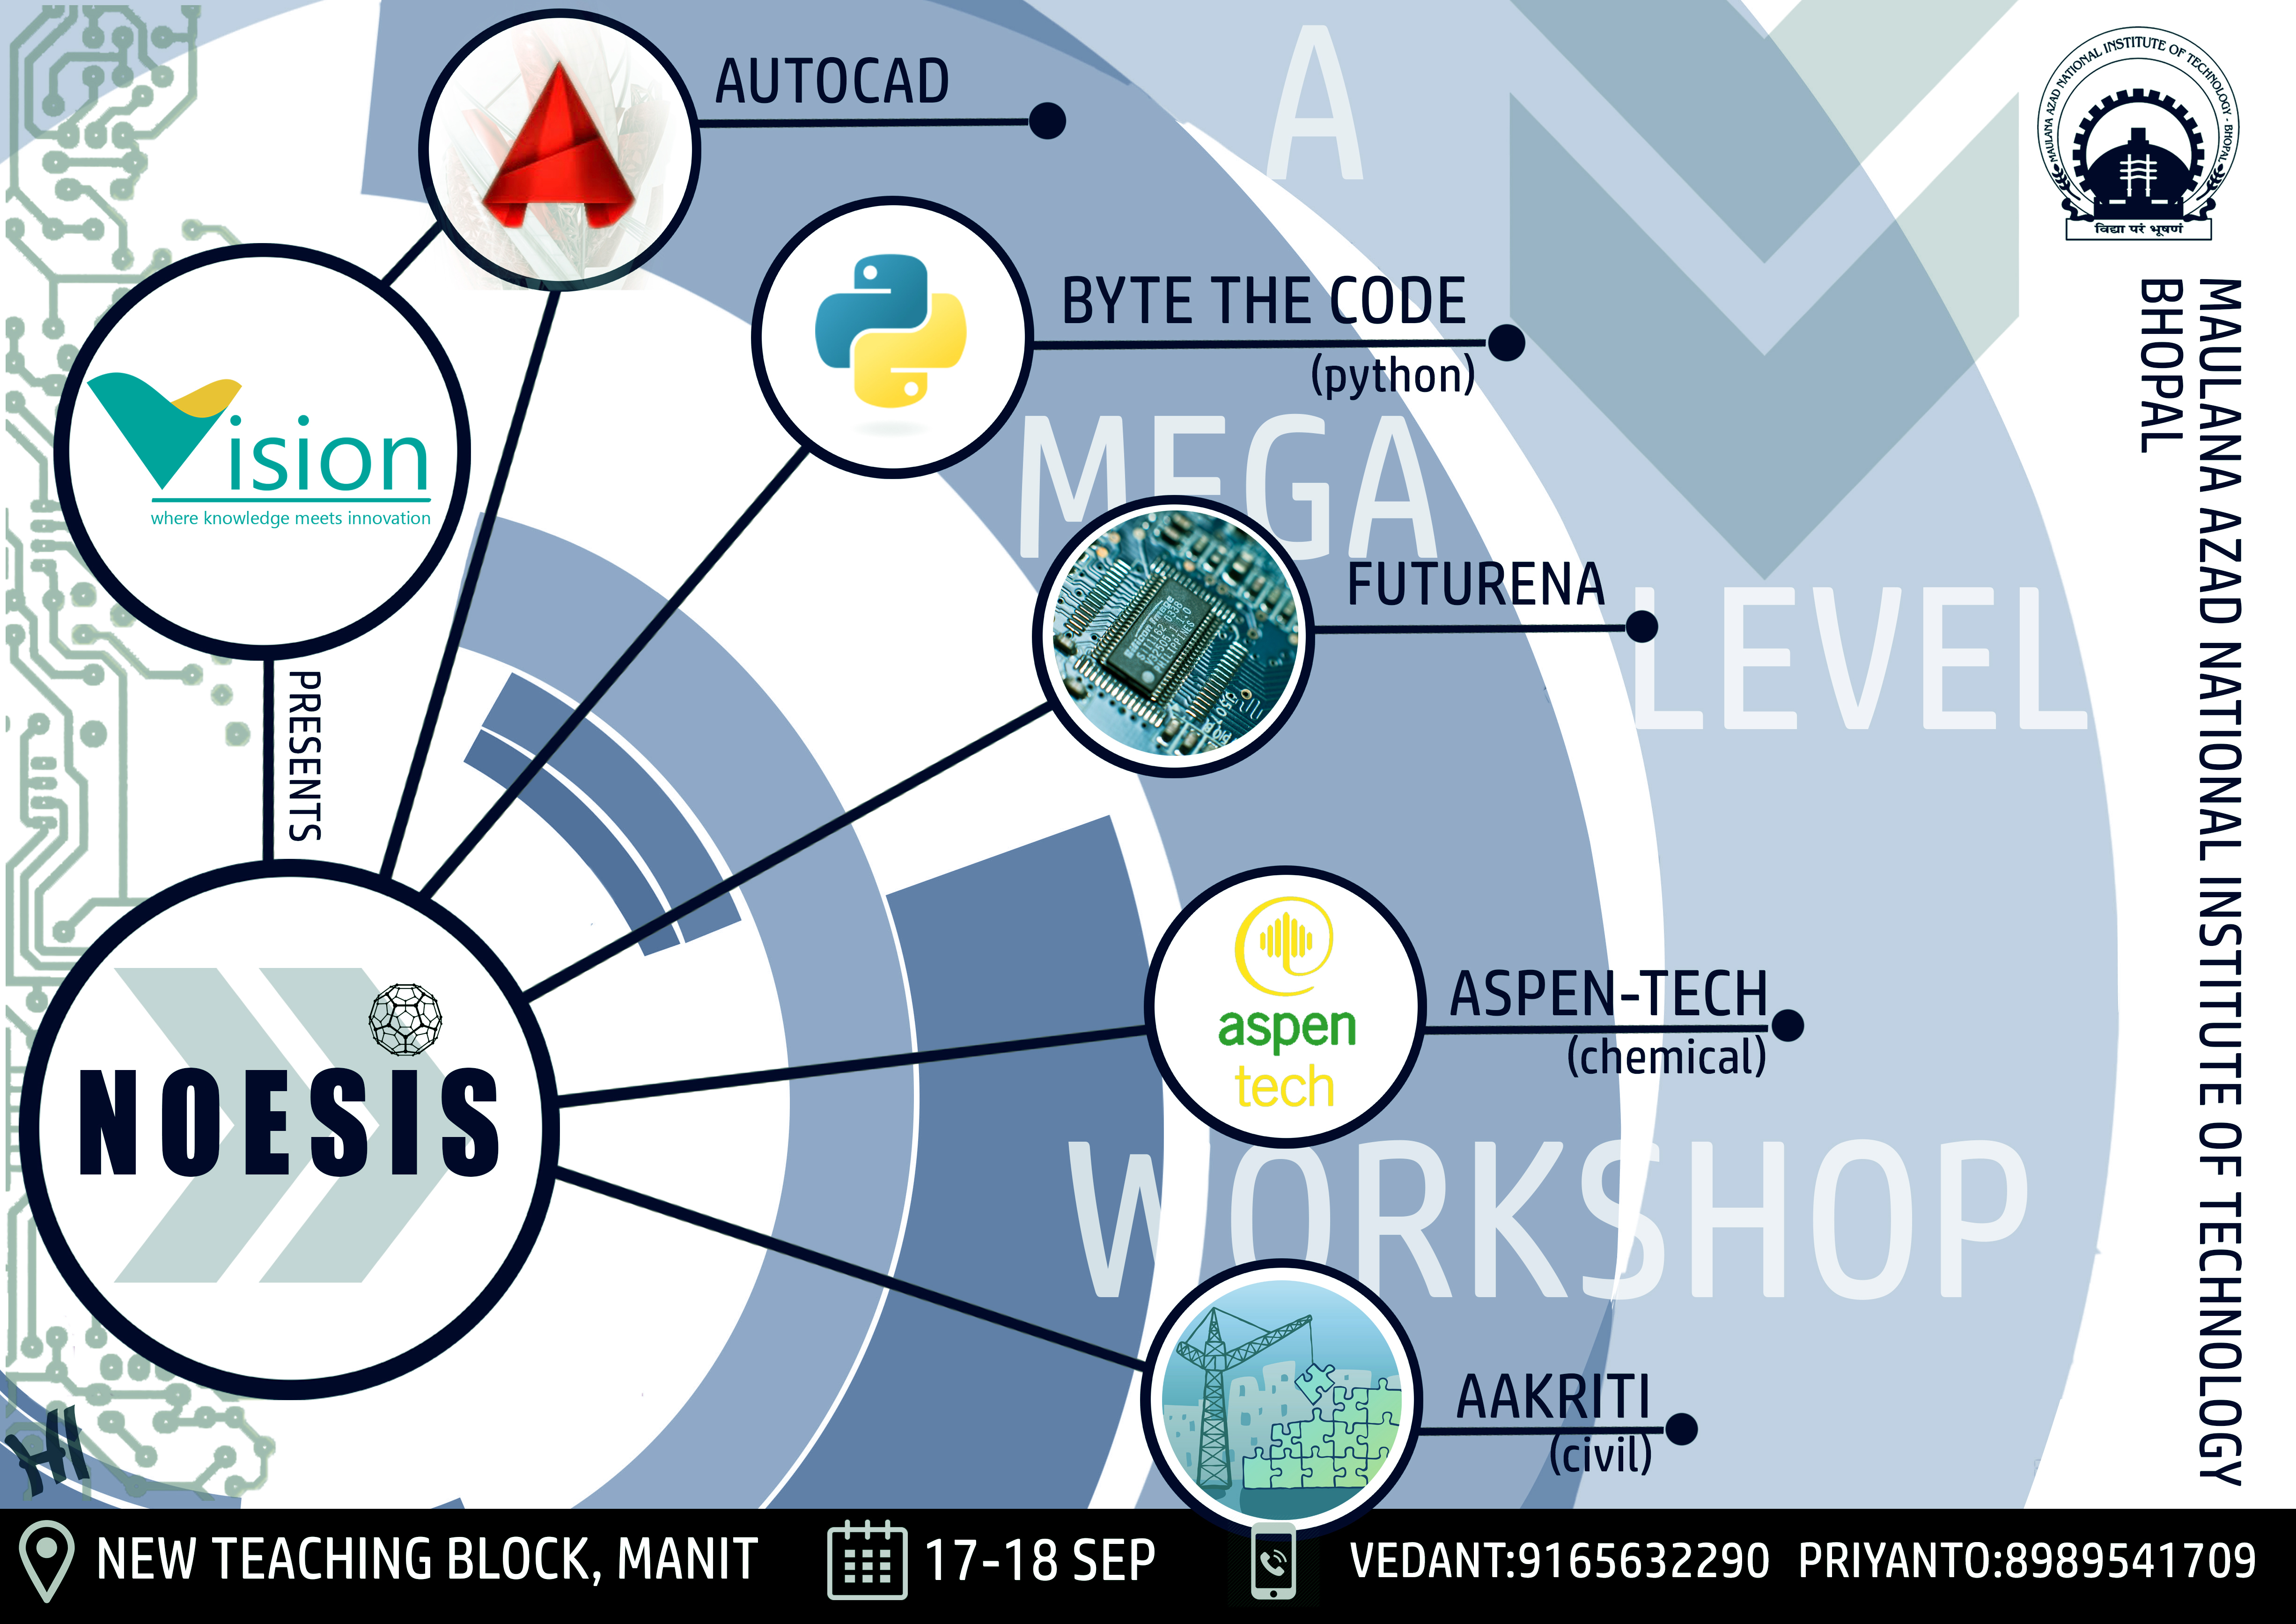 AUTOCAD
A
MAULANA AZAD NATIONAL INSTITUTE OF TECHNOLOGY - BHOPAL
विद्या परं भूषणं
BYTE THE CODE
(python)
MAULANA AZAD NATIONAL INSTITUTE OF TECHNOLOGY
BHOPAL
Vision
where knowledge meets innovation
MEGA
FUTURENA
LEVEL
PRESENTS
aspen
tech
ASPEN-TECH
(chemical)
NOESIS
WORKSHOP
AAKRITI
(civil)
NEW TEACHING BLOCK, MANIT
17-18 SEP
VEDANT:9165632290 PRIYANTO:8989541709